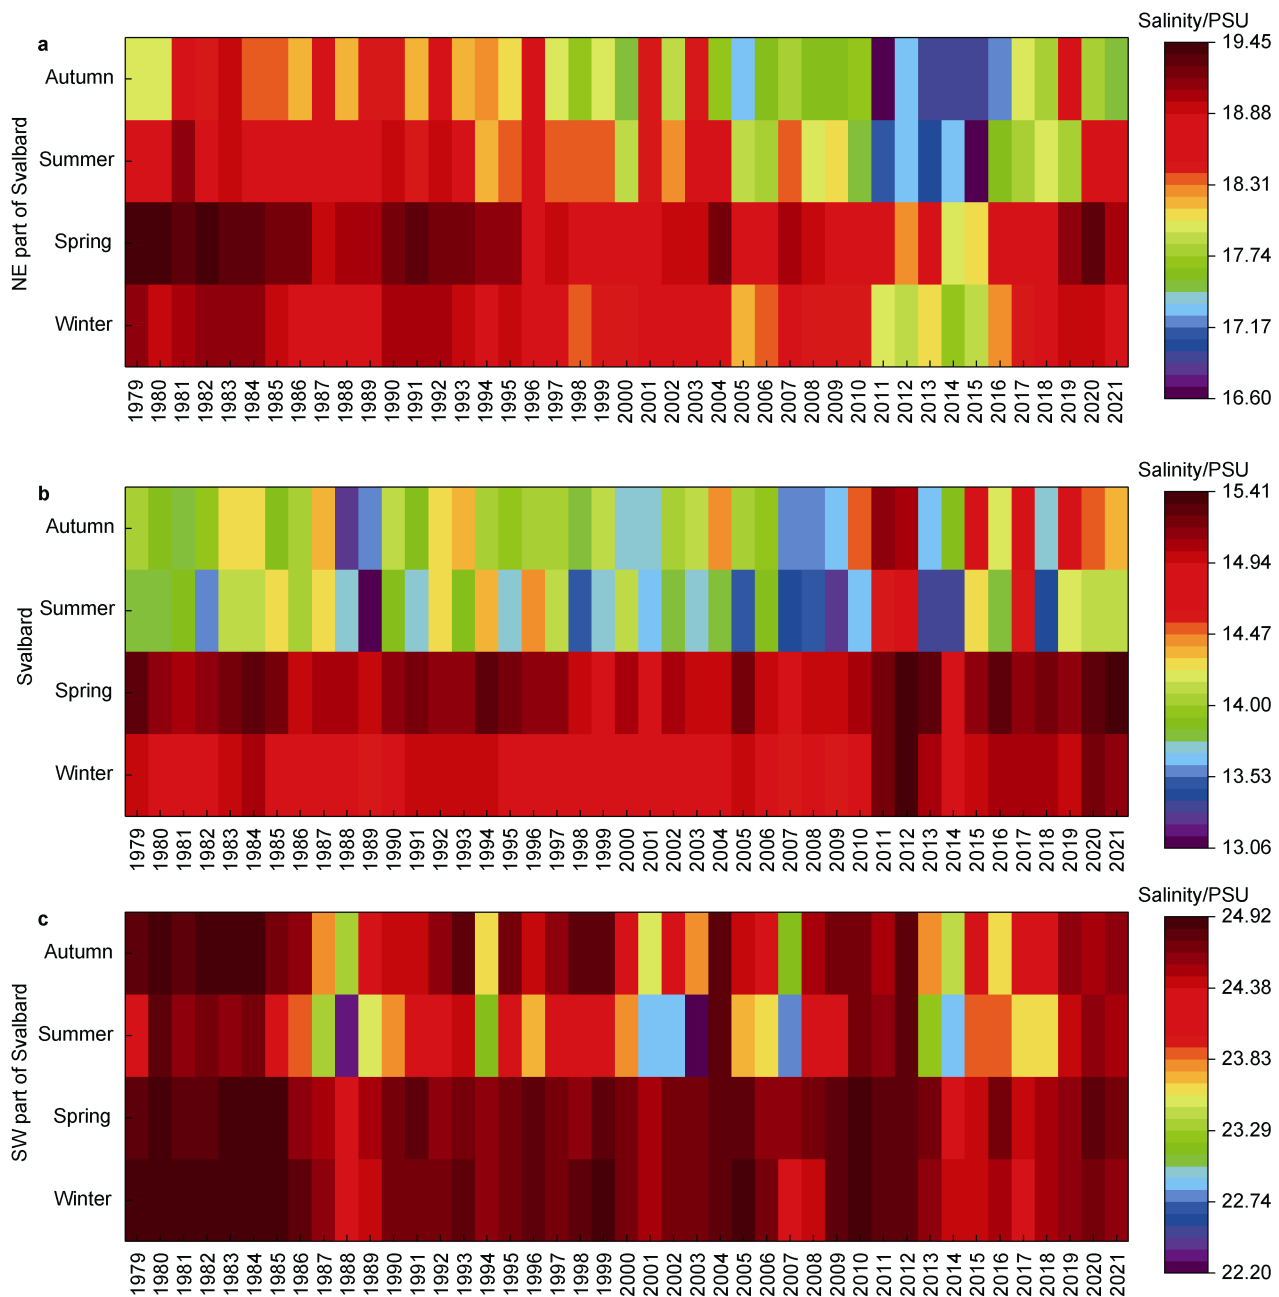 a
Salinity/PSU
NE part of Svalbard
Autumn
Summer
Spring
Winter
19.45
18.88
18.31
17.74
17.17
16.60
1979 1980 1981 1982 1983 1984 1985 1986 1987 1988 1989 1990 1991 1992 1993 1994 1995 1996 1997 1998 1999 2000 2001 2002 2003 2004 2005 2006 2007 2008 2009 2010 2011 2012 2013 2014 2015 2016 2017 2018 2019 2020 2021
b
Salinity/PSU
Svalbard
Autumn
Summer
Spring
Winter
15.41
14.94
14.47
14.00
13.53
13.06
1979 1980 1981 1982 1983 1984 1985 1986 1987 1988 1989 1990 1991 1992 1993 1994 1995 1996 1997 1998 1999 2000 2001 2002 2003 2004 2005 2006 2007 2008 2009 2010 2011 2012 2013 2014 2015 2016 2017 2018 2019 2020 2021
c
Salinity/PSU
SW part of Svalbard
Autumn
Summer
Spring
Winter
24.92
24.38
23.83
23.29
22.74
22.20
1979 1980 1981 1982 1983 1984 1985 1986 1987 1988 1989 1990 1991 1992 1993 1994 1995 1996 1997 1998 1999 2000 2001 2002 2003 2004 2005 2006 2007 2008 2009 2010 2011 2012 2013 2014 2015 2016 2017 2018 2019 2020 2021